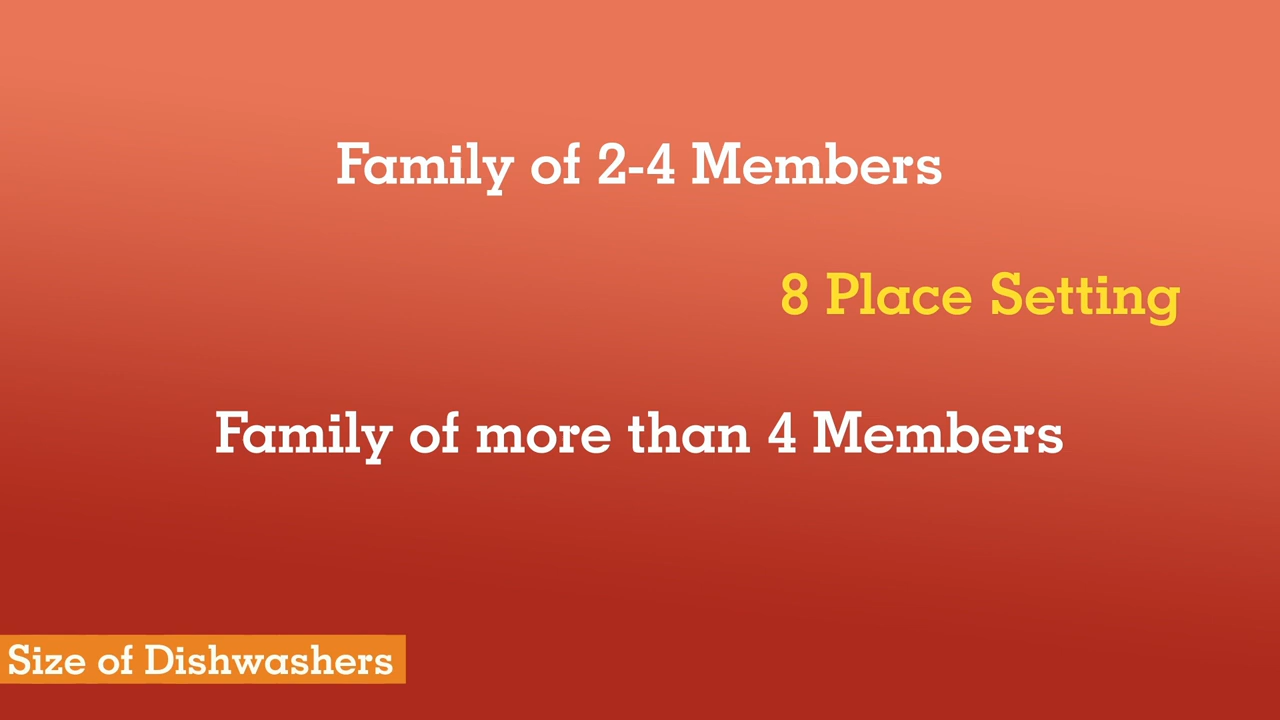 Family of 2-4 Members
8 Place Setting
Family of more than 4 Members
Size of Dishwashers